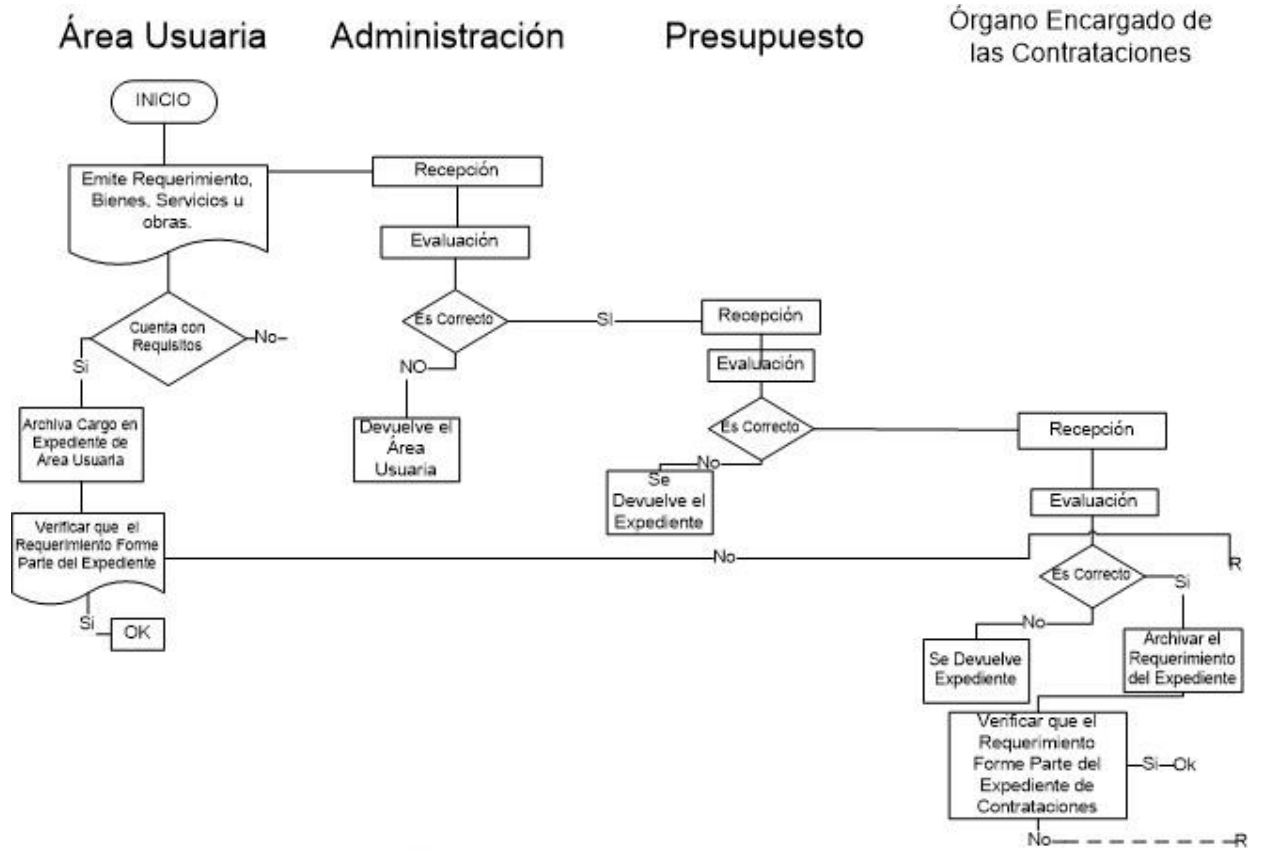 Área Usuaria
Administración
Presupuesto
Órgano Encargado de
las Contrataciones
INICIO
Emite Requerimiento,
Bienes, Servicios u
obras.
Cuenta con
Requisitos
No
Si
Archiva Cargo en
Expediente de
Área Usuaria
Verificar que el
Requerimiento Forme
Parte del Expediente
Si
OK
No
R
Recepción
Evaluación
Es Correcto
Si
NO
Devuelve el
Área
Usuaria
Recepción
Evaluación
Es Correcto
No
Se
Devuelve el
Expediente
Recepción
Evaluación
Es Correcto
Si
No
Se Devuelve
Expediente
Archivar el
Requerimiento
del Expediente
Verificar que el
Requerimiento
Forme Parte del
Expediente de
Contrataciones
Si
Ok
No
R